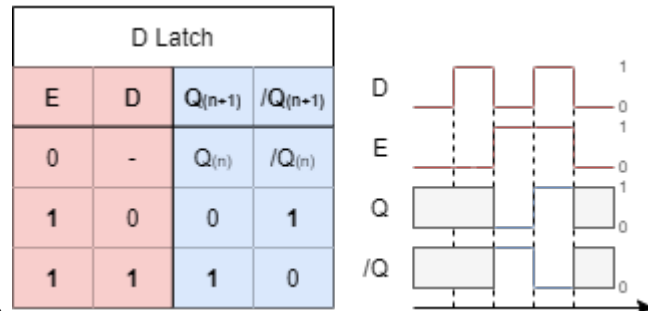 D Latch
E D Q(n+1) /Q(n+1)
0 - Q(n) /Q(n)
1 0 0 1
1 1 1 0
D 1 0
E 1 0
Q 1 0
/Q 0